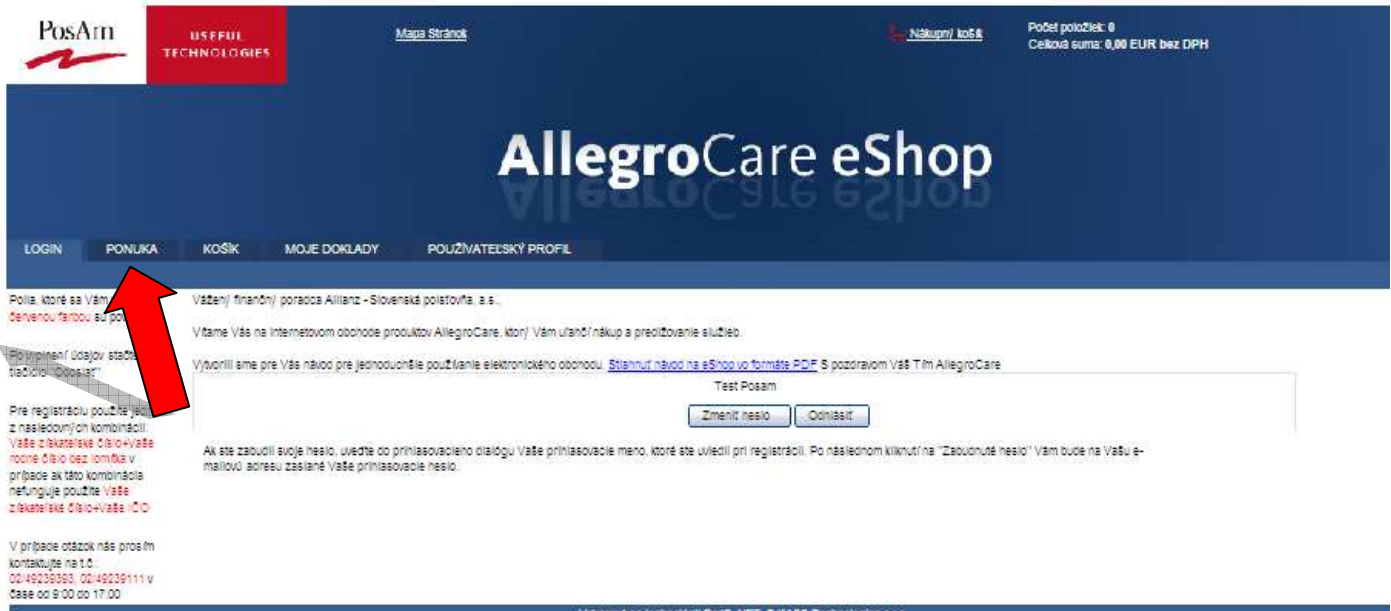 PosAm
USEFUL
TECHNOLOGIES
Mapa Stránok
Nákupný košík
Počet položiek: 0
Celková suma: 0,00 EUR bez DPH
AllegroCare eShop
LOGIN PONUKA KOŠÍK MOJE DOKLADY POUŽÍVATEĽSKÝ PROFIL
Polia, ktoré sa Vám
červenou farbou sú
Po vyplnení údajov stačí
tlačidlo "Odoslať"
Pre registráciu použite
z nasledovných kombinácií:
Vaše získateľské číslo+Vaše
rodné číslo bez lomítka v
prípade ak táto kombinácia
nefunguje použite Vaše
získateľské číslo+Vaše IČO
V prípade otázok nás prosím
kontaktujte na t.č.
02/49239393, 02/49239111 v
čase od 9:00 do 17:00
Vážený finančný poradca Allianz - Slovenská poisťovňa, a.s.,
Vítame Vás na internetovom obchode produktov AllegroCare, ktorý Vám uľahčí nákup a predlžovanie služieb.
Vytvorili sme pre Vás návod pre jednoduchšie používanie elektronického obchodu. Stiahnuť návod na eShop vo formáte PDF S pozdravom Váš Tím AllegroCare
Test Posam
Zmeniť heslo Odhlásiť
Ak ste zabudli svoje heslo, uveďte do prihlasovacieho dialógu Vaše prihlasovacie meno, ktoré ste uviedli pri registrácii. Po následnom kliknutí na "Zabudnuté heslo" Vám bude na Vašu e-
mailovú adresu zaslané Vaše prihlasovacie heslo.